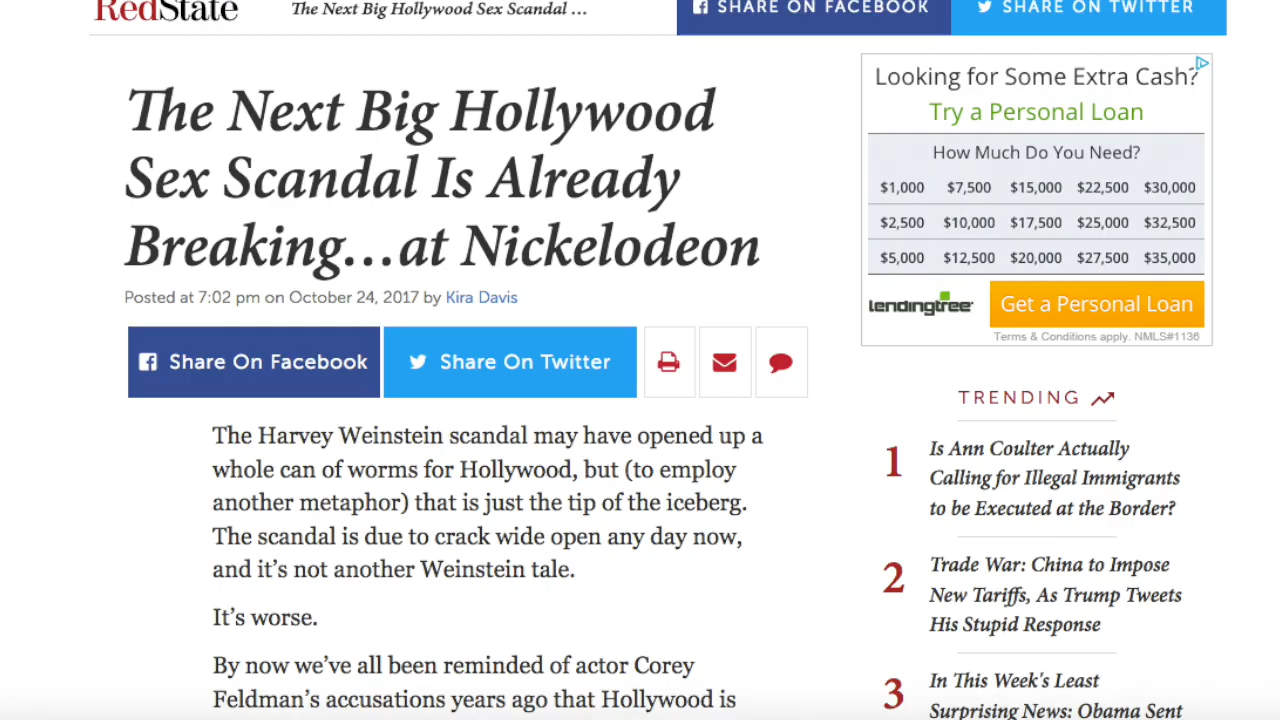 RedState
The Next Big Hollywood Sex Scandal ...
SHARE ON FACEBOOK
SHARE ON TWITTER
The Next Big Hollywood
Sex Scandal Is Already
Breaking…at Nickelodeon
Posted at 7:02 pm on October 24, 2017 by Kira Davis
Share On Facebook
Share On Twitter
The Harvey Weinstein scandal may have opened up a
whole can of worms for Hollywood, but (to employ
another metaphor) that is just the tip of the iceberg.
The scandal is due to crack wide open any day now,
and it’s not another Weinstein tale.
It’s worse.
By now we’ve all been reminded of actor Corey
Feldman’s accusations years ago that Hollywood is
Looking for Some Extra Cash?
Try a Personal Loan
How Much Do You Need?
$1,000 $7,500 $15,000 $22,500 $30,000
$2,500 $10,000 $17,500 $25,000 $32,500
$5,000 $12,500 $20,000 $27,500 $35,000
lendingtree
Get a Personal Loan
Terms & Conditions apply. NMLS#1136
TRENDING
1 Is Ann Coulter Actually
Calling for Illegal Immigrants
to be Executed at the Border?
2 Trade War: China to Impose
New Tariffs, As Trump Tweets
His Stupid Response
3 In This Week's Least
Surprising News: Obama Sent